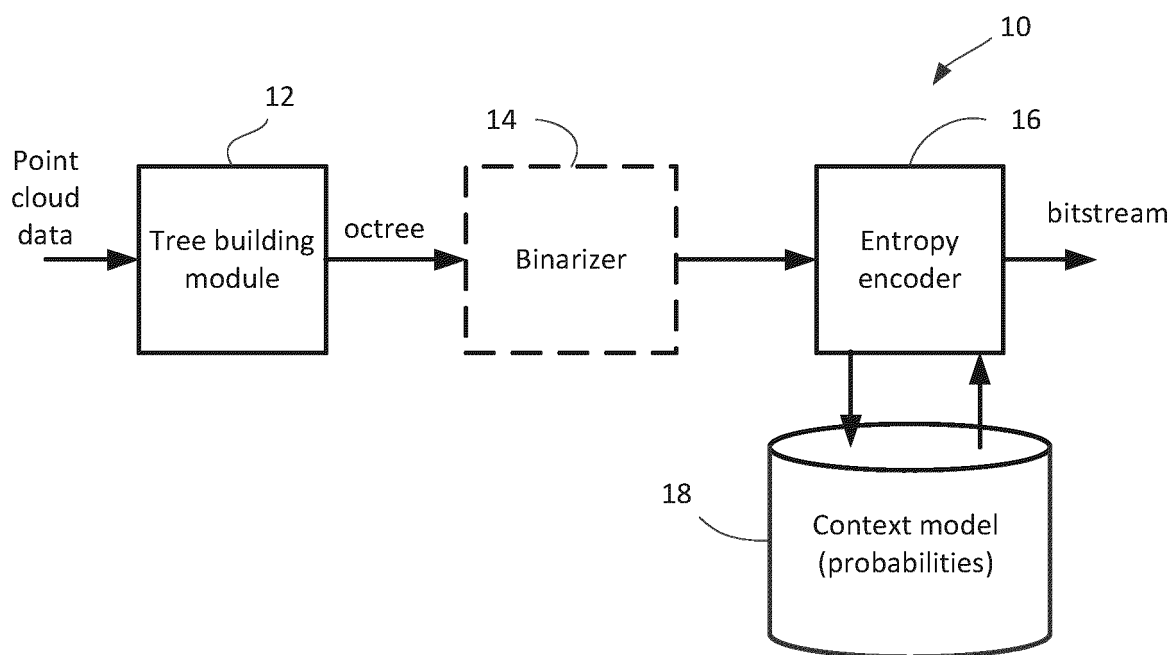 10
12
14
16
Point
cloud
data
Tree building
module
octree
Binarizer
Entropy
encoder
bitstream
18
Context model
(probabilities)